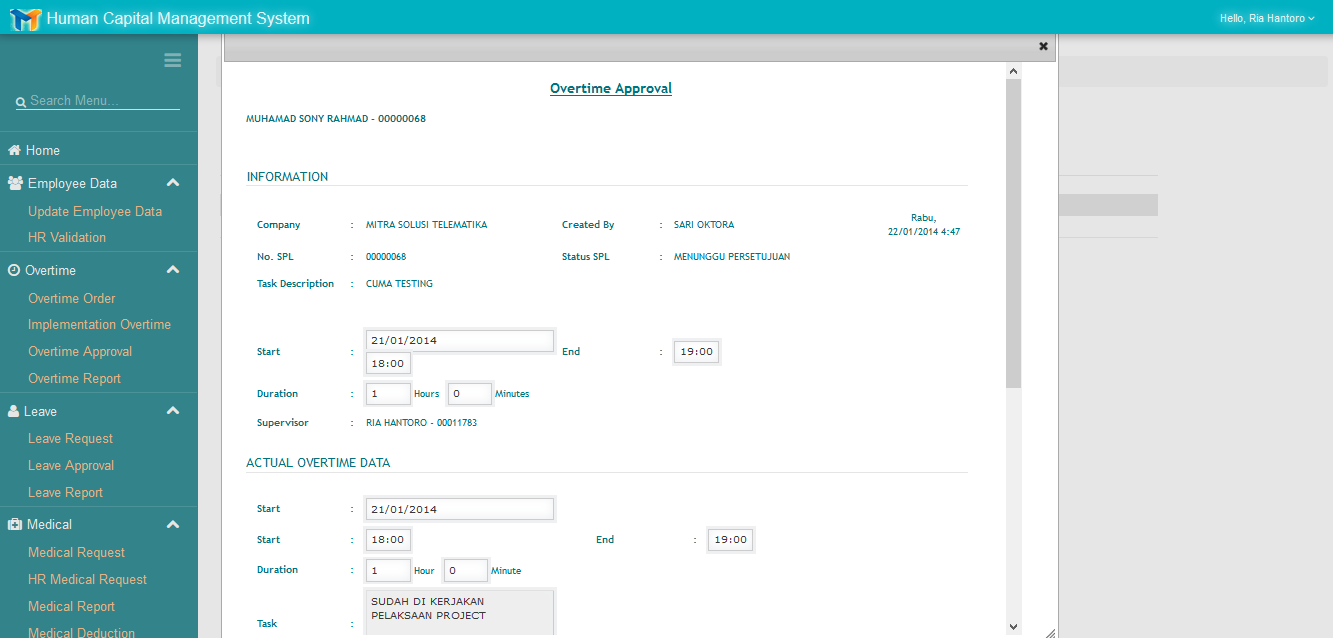 Human Capital Management System
Hello, Ria Hantoro
Search Menu...
Home
Employee Data
Update Employee Data
HR Validation
Overtime
Overtime Order
Implementation Overtime
Overtime Approval
Overtime Report
Leave
Leave Request
Leave Approval
Leave Report
Medical
Medical Request
HR Medical Request
Medical Report
Medical Deduction
Overtime Approval
MUHAMAD SONY RAHMAD - 00000068
INFORMATION
Company : MITRA SOLUSI TELEMATIKA Created By : SARI OKTORA Rabu,
22/01/2014 4:47
No. SPL : 00000068 Status SPL : MENUNGGU PERSETUJUAN
Task Description : CUMA TESTING
Start : 21/01/2014
18:00 End : 19:00
Duration : 1 Hours 0 Minutes
Supervisor : RIA HANTORO - 00011783
ACTUAL OVERTIME DATA
Start : 21/01/2014
Start : 18:00 End : 19:00
Duration : 1 Hour 0 Minute
Task : SUDAH DI KERJAKAN
PELAKSAAN PROJECT